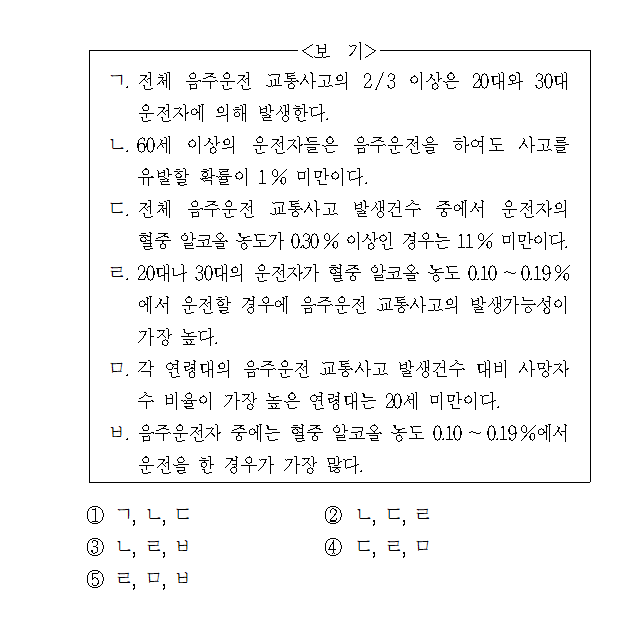 <보 기>
ㄱ. 전체 음주운전 교통사고의 2/3 이상은 20대와 30대
운전자에 의해 발생한다.
ㄴ. 60세 이상의 운전자들은 음주운전을 하여도 사고를
유발할 확률이 1% 미만이다.
ㄷ. 전체 음주운전 교통사고 발생건수 중에서 운전자의
혈중 알코올 농도가 0.30% 이상인 경우는 11% 미만이다.
ㄹ. 20대나 30대의 운전자가 혈중 알코올 농도 0.10 ~ 0.19%
에서 운전할 경우에 음주운전 교통사고의 발생가능성이
가장 높다.
ㅁ. 각 연령대의 음주운전 교통사고 발생건수 대비 사망자
수 비율이 가장 높은 연령대는 20세 미만이다.
ㅂ. 음주운전자 중에는 혈중 알코올 농도 0.10 ~ 0.19%에서
운전을 한 경우가 가장 많다.
① ㄱ, ㄴ, ㄷ ② ㄴ, ㄷ, ㄹ
③ ㄴ, ㄹ, ㅂ ④ ㄷ, ㄹ, ㅁ
⑤ ㄹ, ㅁ, ㅂ